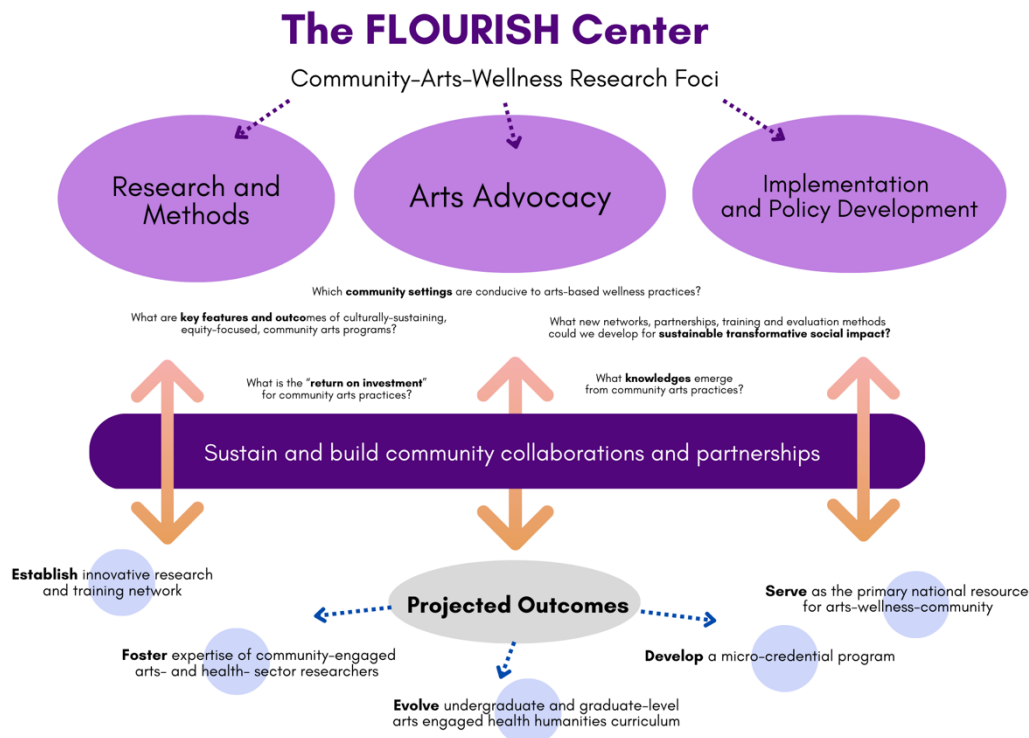 The FLOURISH Center
Community-Arts-Wellness Research Foci
Research and
Methods
Arts Advocacy
Implementation
and Policy Development
Which community settings are conducive to arts-based wellness practices?
What are key features and outcomes of culturally-sustaining,
equity-focused, community arts programs?
What new networks, partnerships, training and evaluation methods
could we develop for sustainable transformative social impact?
What is the "return on investment"
for community arts practices?
What knowledges emerge
from community arts practices?
Sustain and build community collaborations and partnerships
Establish innovative research
and training network
Projected Outcomes
Serve as the primary national resource
for arts-wellness-community
Foster expertise of community-engaged
arts- and health- sector researchers
Develop a micro-credential program
Evolve undergraduate and graduate-level
arts engaged health humanities curriculum